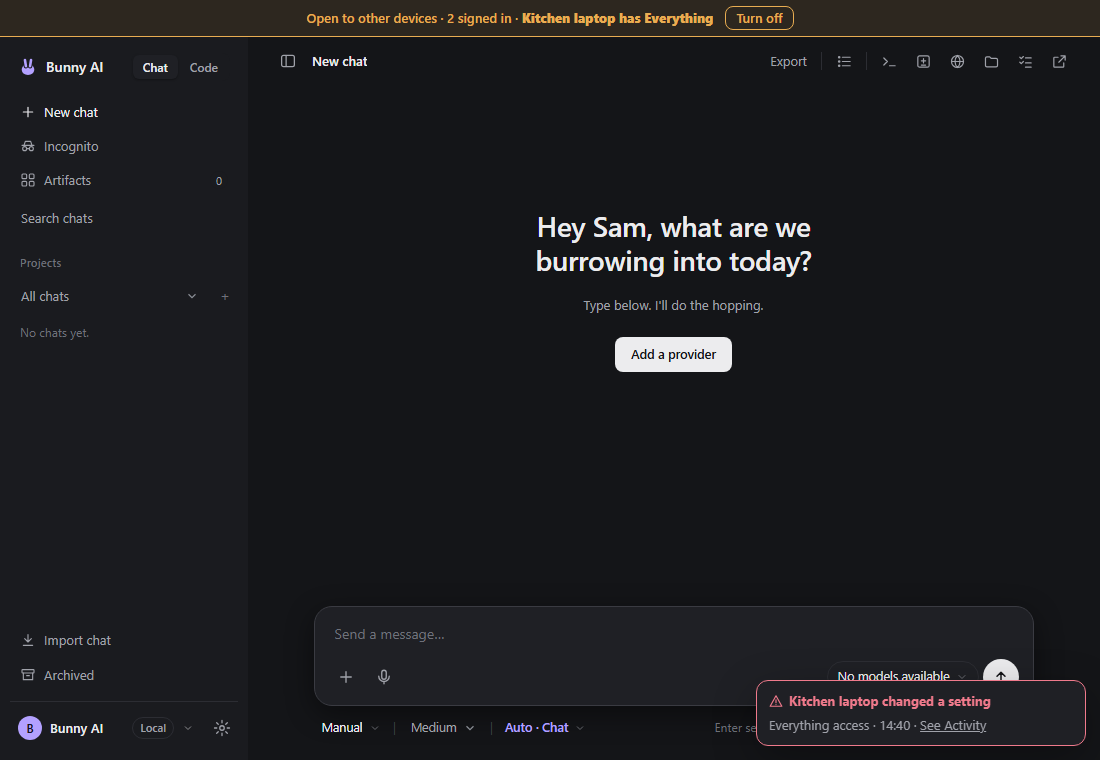 Open to other devices · 2 signed in · Kitchen laptop has Everything
Turn off
Bunny AI
Chat
Code
New chat
Export
New chat
Incognito
Artifacts
0
Search chats
Projects
All chats
No chats yet.
Hey Sam, what are we
burrowing into today?
Type below. I'll do the hopping.
Add a provider
Send a message...
No models available
Import chat
Archived
B
Bunny AI
Local
Manual
Medium
Auto · Chat
Enter
Kitchen laptop changed a setting
Everything access · 14:40 · See Activity